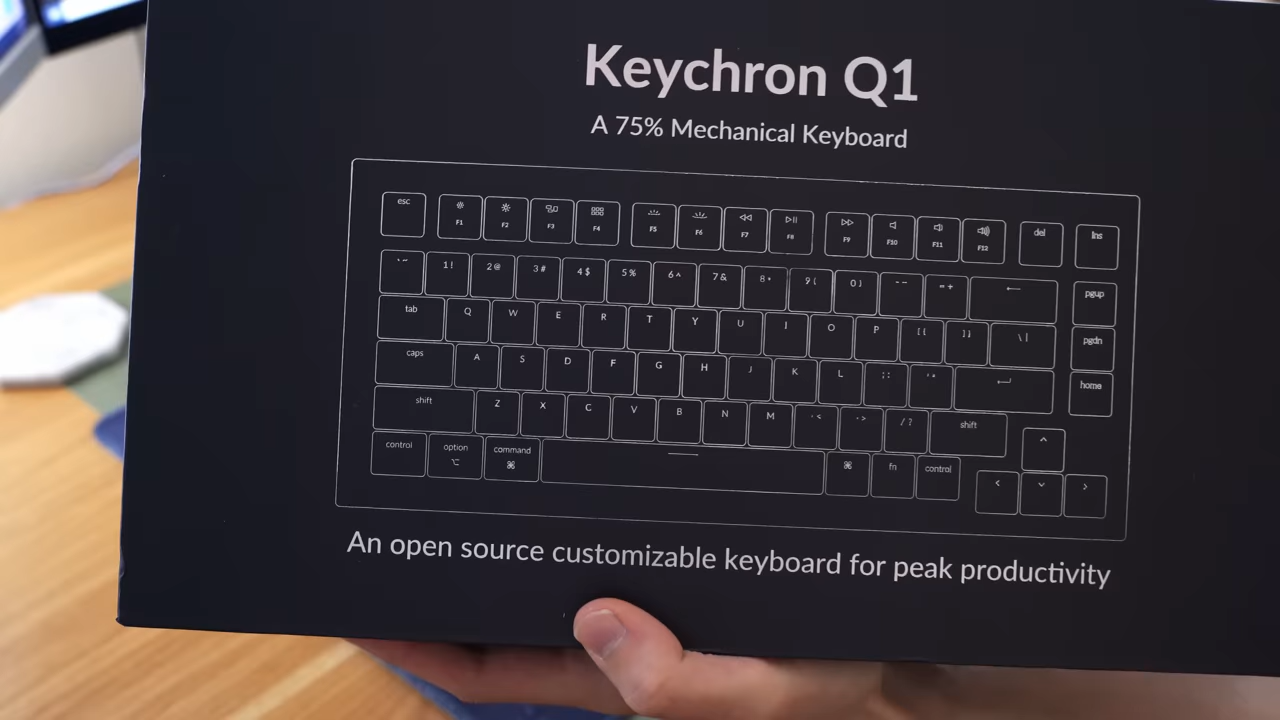 Keychron Q1
A 75% Mechanical Keyboard
esc F1 F2 F3 F4 F5 F6 F7 F8 F9 F10 F11 F12 del Ins
` ~ 1 ! 2 @ 3 # 4 $ 5 % 6 ^ 7 & 8 * 9 ( 0 ) - - = + ← pgup
tab Q W E R T Y U I O P [ { ] } \ | pgdn
caps A S D F G H J K L ; : ' " home
shift Z X C V B N M , < . > / ? shift ^
control option ⌥ command ⌘ ⌘ fn control < ⌄ >
An open source customizable keyboard for peak productivity